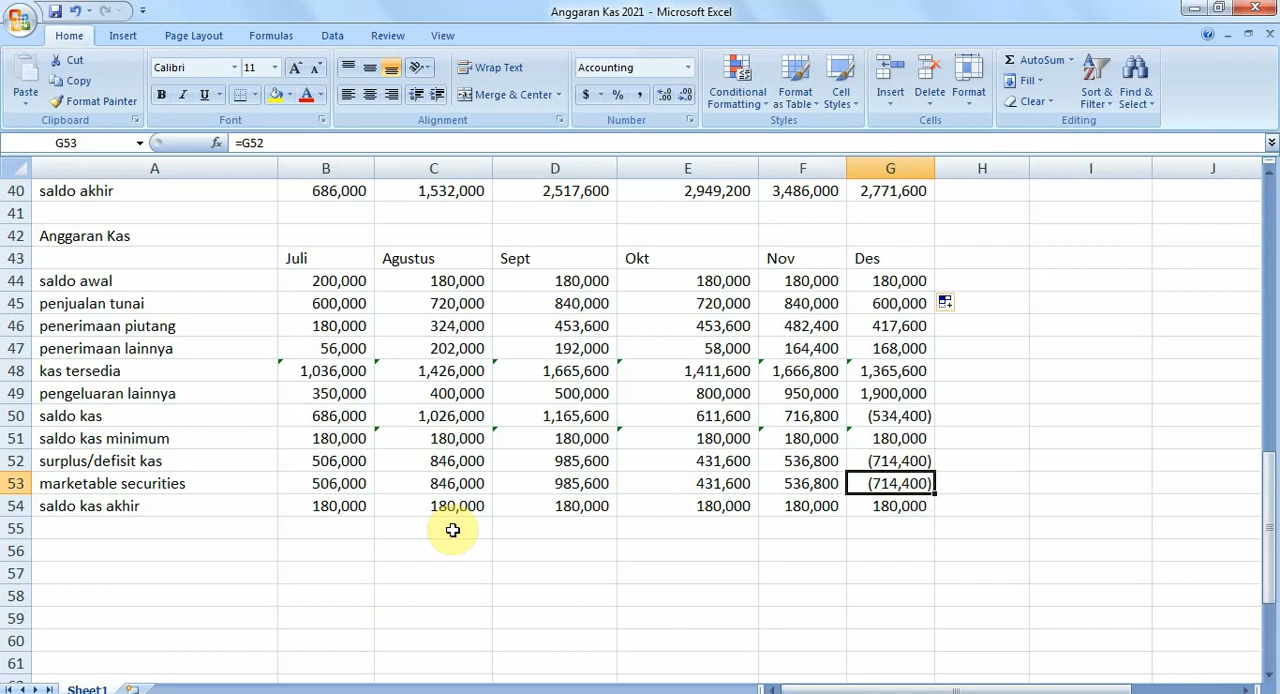 Anggaran Kas 2021 - Microsoft Excel
Home Insert Page Layout Formulas Data Review View
Paste Cut Copy Format Painter Clipboard
Calibri 11 B I U Font
Wrap Text Merge & Center Alignment
Accounting $ % , Number
Conditional Formatting Format as Table Cell Styles Styles
Insert Delete Format Cells
Σ AutoSum Fill Clear Sort & Filter Find & Select Editing
G53 fx =G52
A B C D E F G H I J
40 saldo akhir 686,000 1,532,000 2,517,600 2,949,200 3,486,000 2,771,600
41
42 Anggaran Kas
43 Juli Agustus Sept Okt Nov Des
44 saldo awal 200,000 180,000 180,000 180,000 180,000 180,000
45 penjualan tunai 600,000 720,000 840,000 720,000 840,000 600,000
46 penerimaan piutang 180,000 324,000 453,600 453,600 482,400 417,600
47 penerimaan lainnya 56,000 202,000 192,000 58,000 164,400 168,000
48 kas tersedia 1,036,000 1,426,000 1,665,600 1,411,600 1,666,800 1,365,600
49 pengeluaran lainnya 350,000 400,000 500,000 800,000 950,000 1,900,000
50 saldo kas 686,000 1,026,000 1,165,600 611,600 716,800 (534,400)
51 saldo kas minimum 180,000 180,000 180,000 180,000 180,000 180,000
52 surplus/defisit kas 506,000 846,000 985,600 431,600 536,800 (714,400)
53 marketable securities 506,000 846,000 985,600 431,600 536,800 (714,400)
54 saldo kas akhir 180,000 180,000 180,000 180,000 180,000 180,000
55
56
57
58
59
60
61
Sheet1